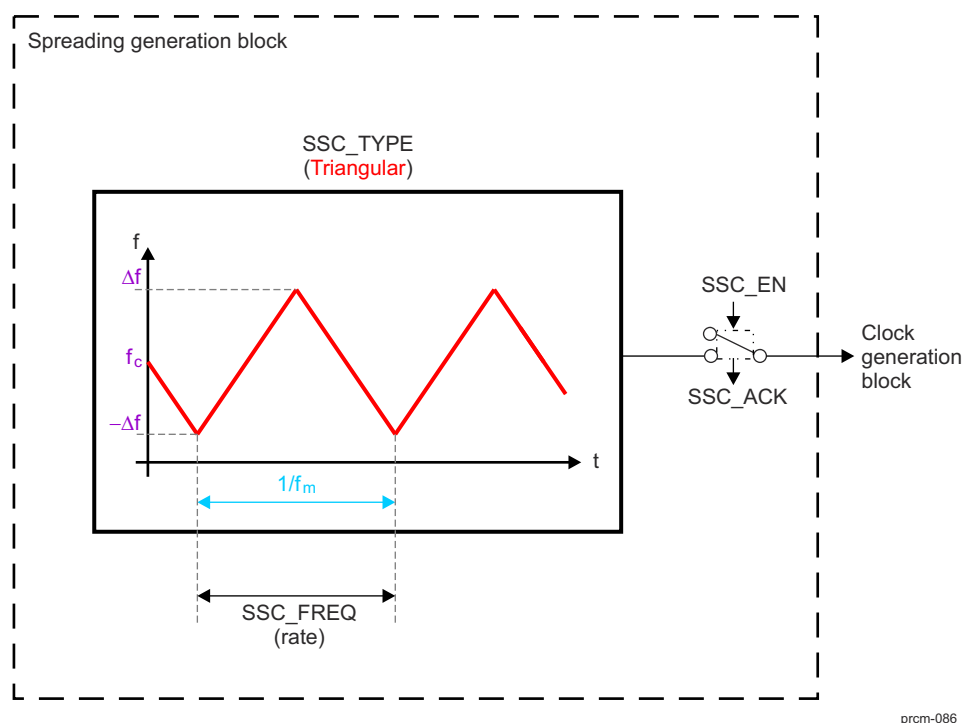 Spreading generation block
SSC_TYPE
(Triangular)
f
Δf
fc
–Δf
t
1/fm
SSC_FREQ
(rate)
SSC_EN
SSC_ACK
Clock
generation
block
prcm-086